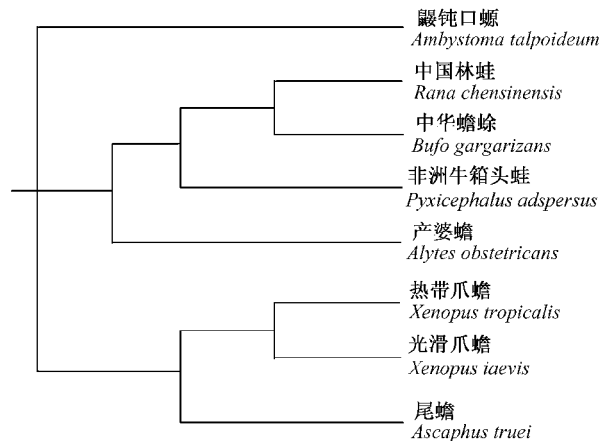 鼹钝口螈
Ambystoma talpoideum
中国林蛙
Rana chensinensis
中华蟾蜍
Bufo gargarizans
非洲牛箱头蛙
Pyxicephalus adspersus
产婆蟾
Alytes obstetricans
热带爪蟾
Xenopus tropicalis
光滑爪蟾
Xenopus iaevis
尾蟾
Ascaphus truei